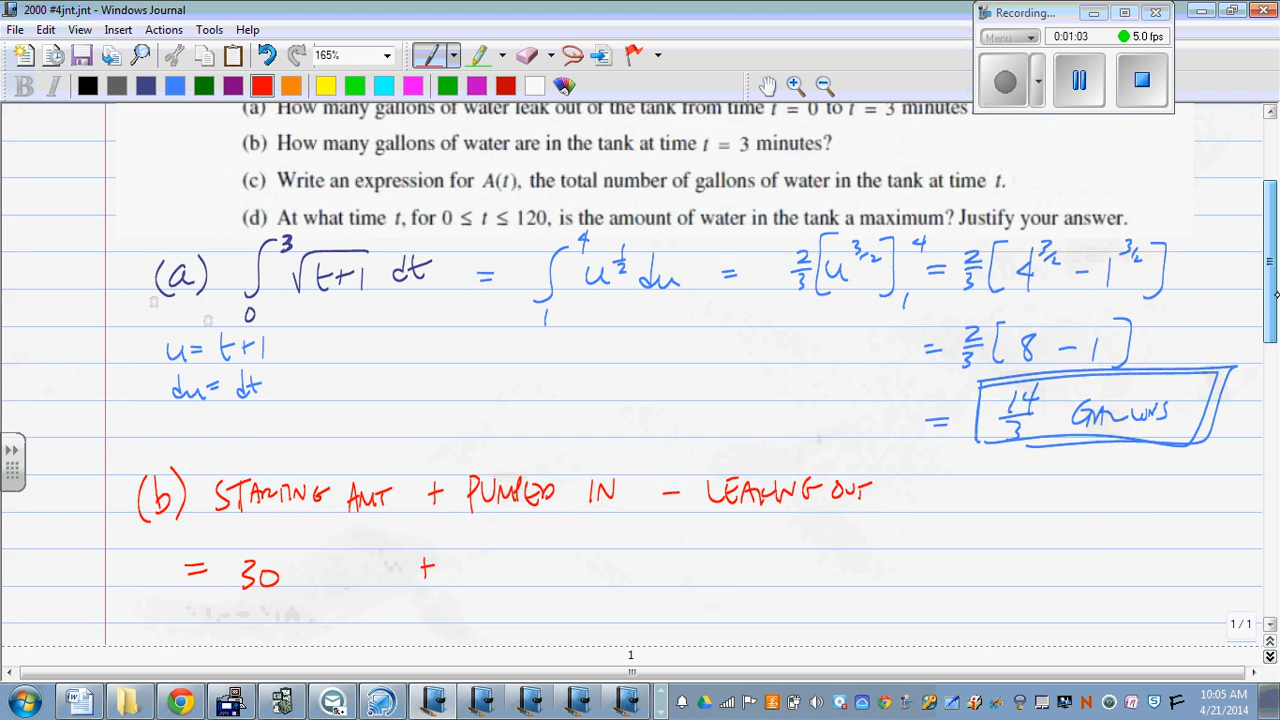 2000 #4jnt.jnt - Windows Journal
File Edit View Insert Actions Tools Help
Recording...
Menu 0:01:03 5.0 fps
165%
B I
(a) How many gallons of water leak out of the tank from time t = 0 to t = 3 minutes
(b) How many gallons of water are in the tank at time t = 3 minutes?
(c) Write an expression for A(t), the total number of gallons of water in the tank at time t.
(d) At what time t, for 0 ≤ t ≤ 120, is the amount of water in the tank a maximum? Justify your answer.
(a) ∫₀³ √(t+1) dt = ∫₁⁴ u^(1/2) du = 2/3 [u^(3/2)]₁⁴ = 2/3 [4^(3/2) - 1^(3/2)]
u = t+1 = 2/3 [8 - 1]
du = dt
= 14/3 GALLONS
(b) STARTING AMT + PUMPED IN - LEAKING OUT
= 30 +
1 / 1
1
10:05 AM
4/21/2014